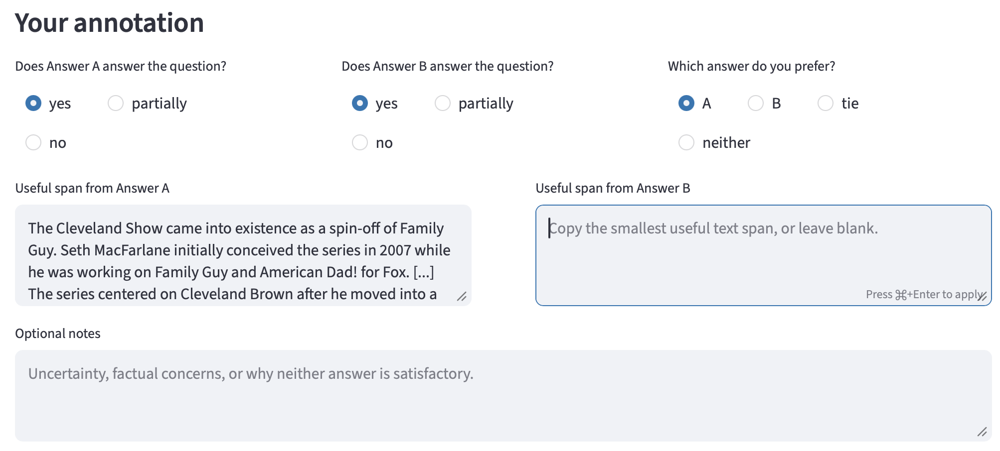 Your annotation
Does Answer A answer the question?
Does Answer B answer the question?
Which answer do you prefer?
yes
partially
no
yes
partially
no
A
B
tie
neither
Useful span from Answer A
The Cleveland Show came into existence as a spin-off of Family
Guy. Seth MacFarlane initially conceived the series in 2007 while
he was working on Family Guy and American Dad! for Fox. [...]
The series centered on Cleveland Brown after he moved into a
Useful span from Answer B
Copy the smallest useful text span, or leave blank.
Press ⌘+Enter to apply
Optional notes
Uncertainty, factual concerns, or why neither answer is satisfactory.